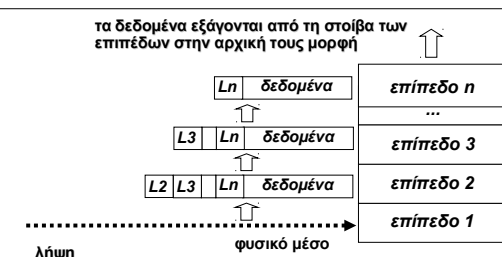 τα δεδομένα εξάγονται από τη στοίβα των
επιπέδων στην αρχική τους μορφή
Ln δεδομένα επίπεδο n
...
L3 Ln δεδομένα επίπεδο 3
L2 L3 Ln δεδομένα επίπεδο 2
επίπεδο 1
φυσικό μέσο
λήψη